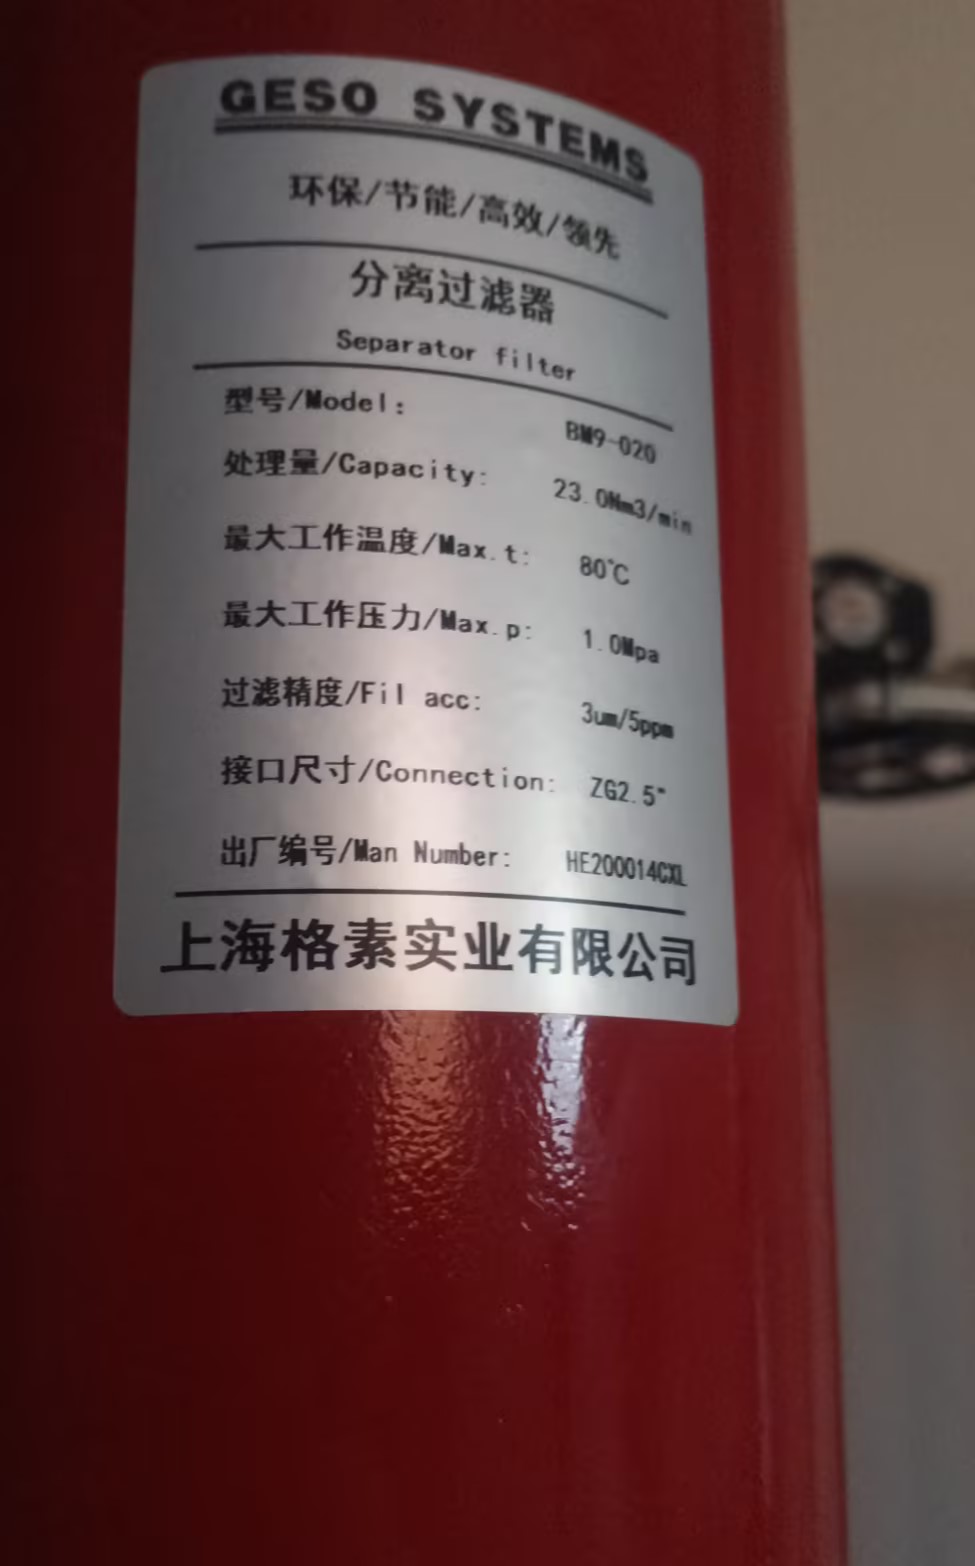 GESO SYSTEMS
环保/节能/高效/领先
分离过滤器
Separator filter
型号/Model: BM9-020
处理量/Capacity: 23.0Nm3/min
最大工作温度/Max.t: 80℃
最大工作压力/Max.p: 1.0Mpa
过滤精度/Fil acc: 3um/5ppm
接口尺寸/Connection: ZG2.5"
出厂编号/Man Number: HE200014CXL
上海格素实业有限公司